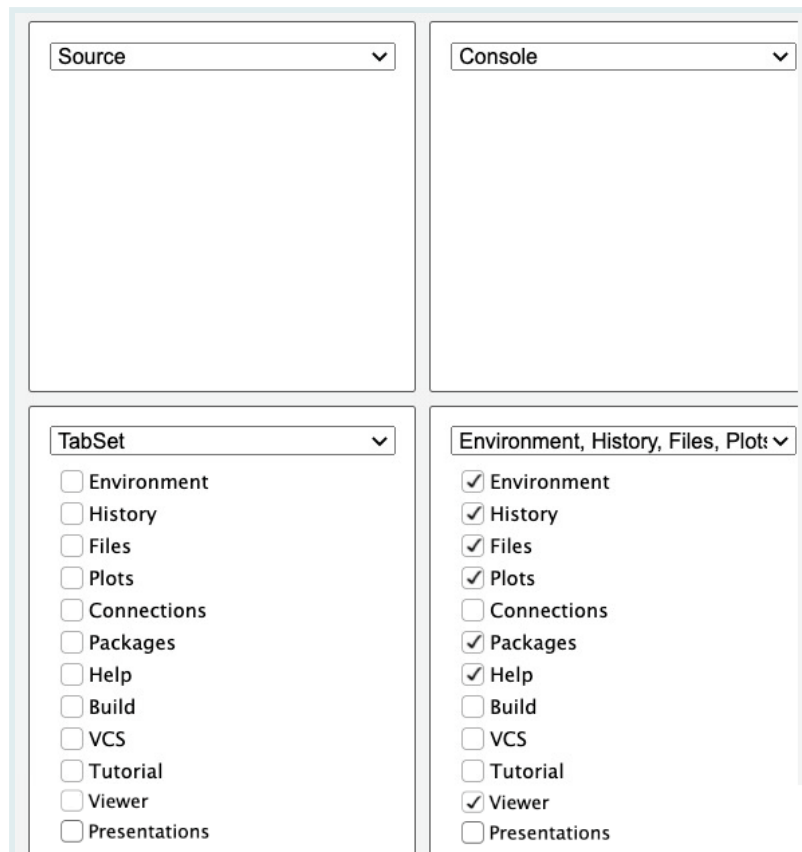 Source
Console
TabSet
Environment
History
Files
Plots
Connections
Packages
Help
Build
VCS
Tutorial
Viewer
Presentations
Environment, History, Files, Plots
Environment
History
Files
Plots
Connections
Packages
Help
Build
VCS
Tutorial
Viewer
Presentations